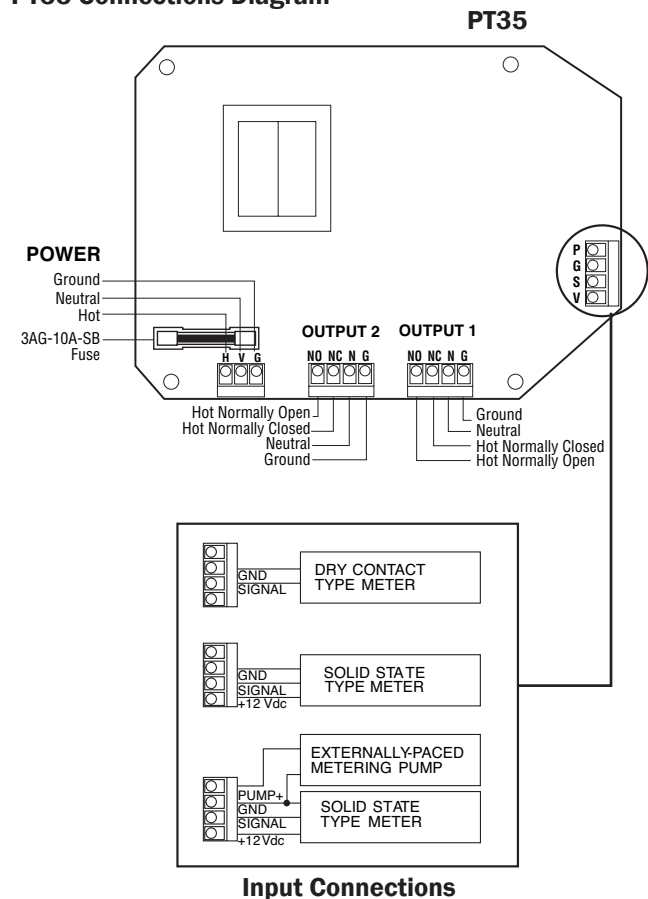 PT35 Connections Diagram
PT35
P
G
S
V
POWER
Ground
Neutral
Hot
3AG-10A-SB
Fuse
H V G
OUTPUT 2
NO NC N G
OUTPUT 1
NO NC N G
Hot Normally Open
Hot Normally Closed
Neutral
Ground
Ground
Neutral
Hot Normally Closed
Hot Normally Open
GND
SIGNAL
DRY CONTACT
TYPE METER
GND
SIGNAL
+12 Vdc
SOLID STATE
TYPE METER
EXTERNALLY-PACED
METERING PUMP
PUMP+
GND
SIGNAL
+12Vdc
SOLID STATE
TYPE METER
Input Connections